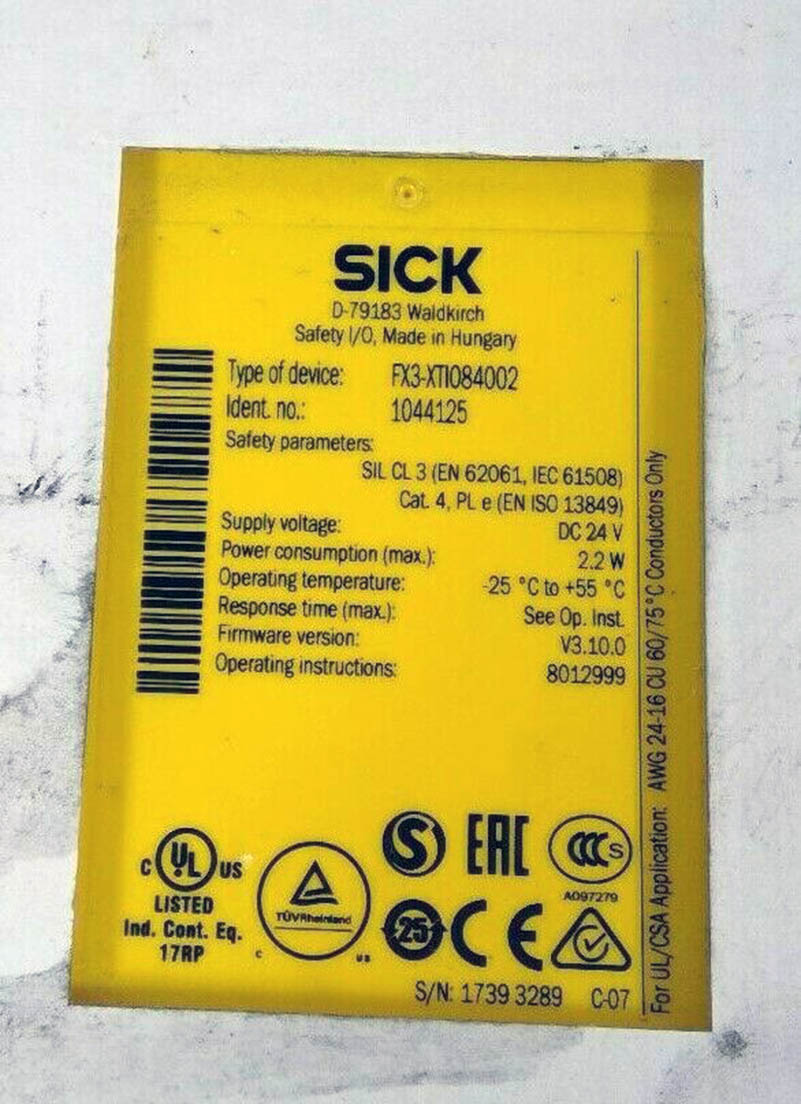 SICK
D-79183 Waldkirch
Safety I/O, Made in Hungary
Type of device: FX3-XTIO84002
Ident. no.: 1044125
Safety parameters:
SIL CL 3 (EN 62061, IEC 61508)
Cat. 4, PL e (EN ISO 13849)
Supply voltage: DC 24 V
Power consumption (max.): 2.2 W
Operating temperature: -25 °C to +55 °C
Response time (max.): See Op. Inst.
Firmware version: V3.10.0
Operating instructions: 8012999
For UL/CSA Application: AWG 24-16 CU 60/75°C Conductors Only
C UL US
LISTED
Ind. Cont. Eq.
17RP
TÜVRheinland
C US
S EAC CCC S
A097279
25 CE
S/N: 1739 3289 C-07